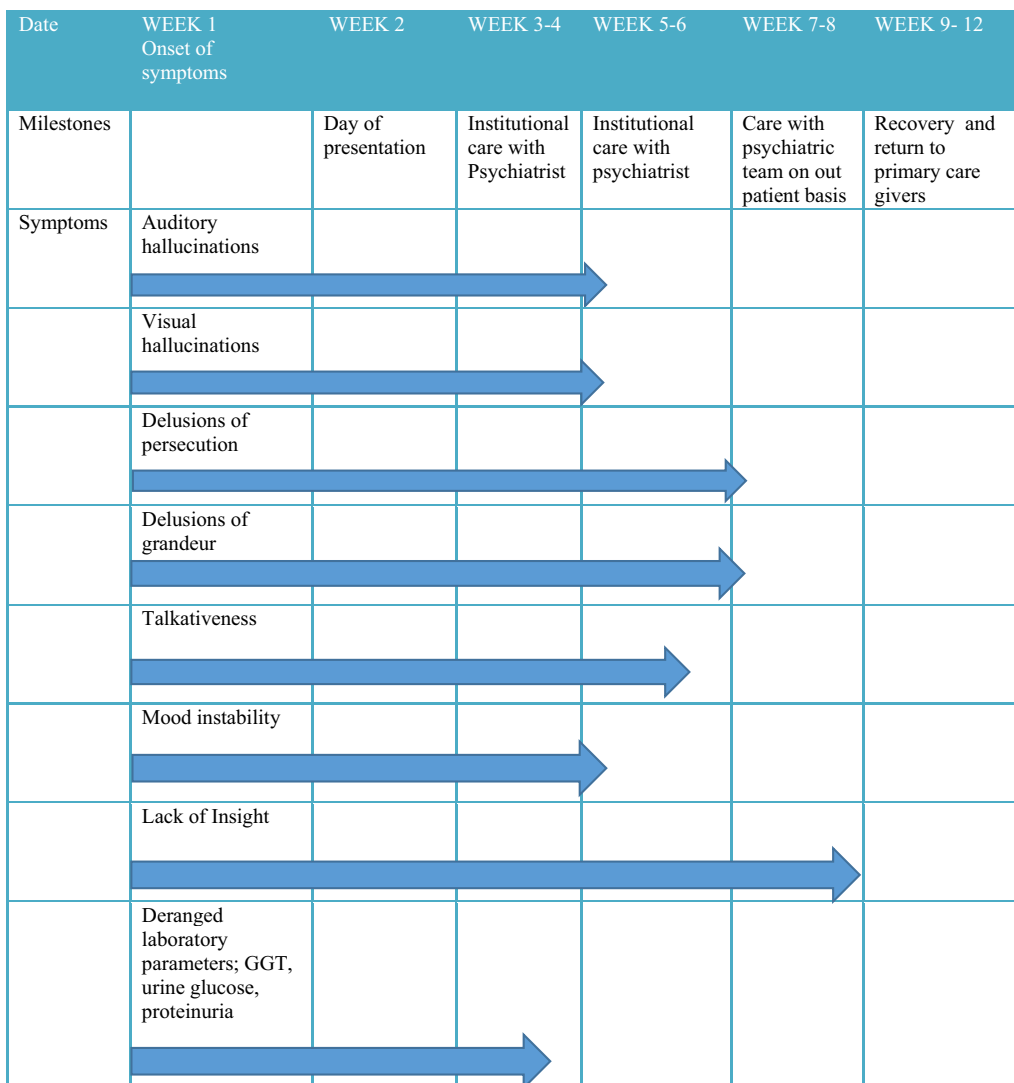 Date WEEK 1 WEEK 2 WEEK 3-4 WEEK 5-6 WEEK 7-8 WEEK 9- 12
Onset of
symptoms
Milestones Day of Institutional Institutional Care with Recovery and
presentation care with care with psychiatric return to
Psychiatrist psychiatrist team on out primary care
patient basis givers
Symptoms Auditory
hallucinations
Visual
hallucinations
Delusions of
persecution
Delusions of
grandeur
Talkativeness
Mood instability
Lack of Insight
Deranged
laboratory
parameters; GGT,
urine glucose,
proteinuria